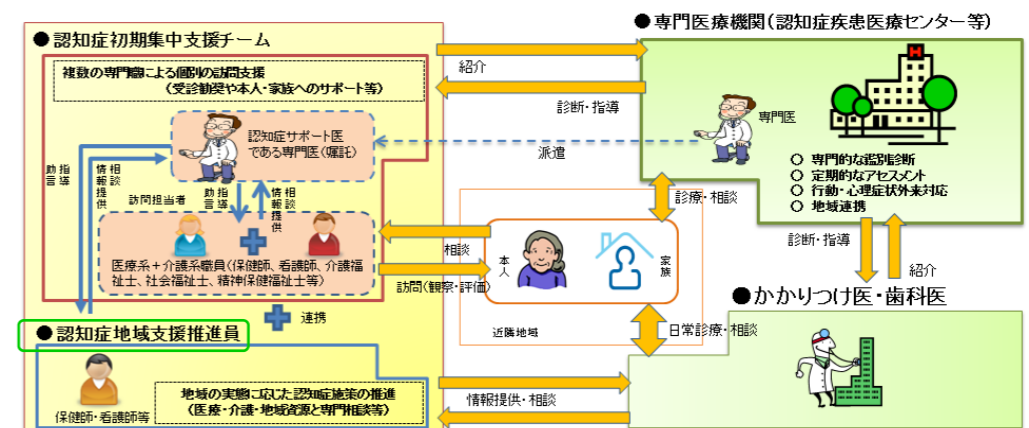 ●認知症初期集中支援チーム
複数の専門職による個別の訪問支援
(受診勧奨や本人・家族へのサポート等)
認知症サポート医
である専門医(嘱託)
指導
助言
相談
情報提供
訪問担当者
指導
助言
相談
情報提供
医療系+介護系職員(保健師、看護師、介護福
祉士、社会福祉士、精神保健福祉士等)
連携
●認知症地域支援推進員
保健師・看護師等
地域の実態に応じた認知症施策の推進
(医療・介護・地域資源と専門相談等)
紹介
診断・指導
派遣
相談
訪問(観察・評価)
本人
家族
近隣地域
診療・相談
日常診療・相談
情報提供・相談
●専門医療機関(認知症疾患医療センター等)
H
専門医
○ 専門的な鑑別診断
○ 定期的なアセスメント
○ 行動・心理症状外来対応
○ 地域連携
診断・指導
紹介
●かかりつけ医・歯科医